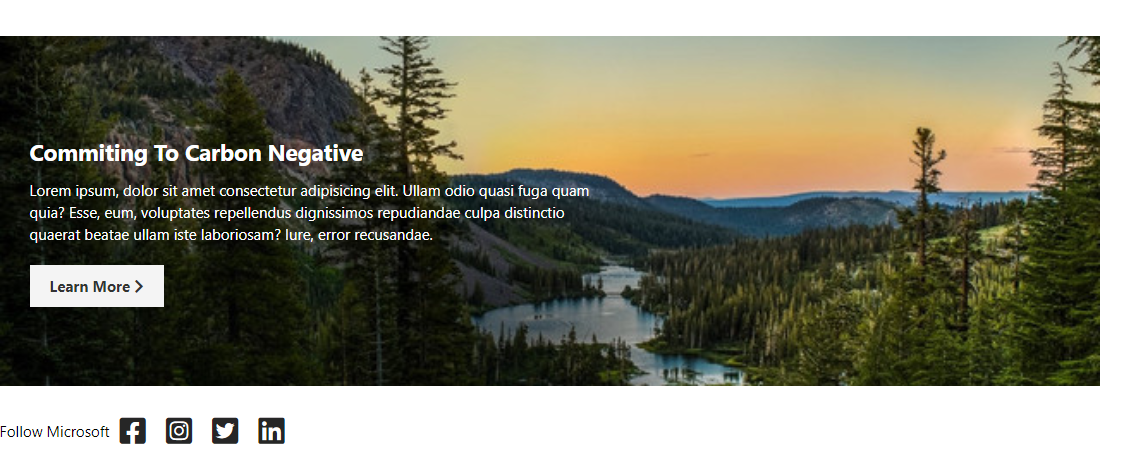 Commiting To Carbon Negative
Lorem ipsum, dolor sit amet consectetur adipisicing elit. Ullam odio quasi fuga quam
quia? Esse, eum, voluptates repellendus dignissimos repudiandae culpa distinctio
quaerat beatae ullam iste laboriosam? Iure, error recusandae.
Learn More
Follow Microsoft